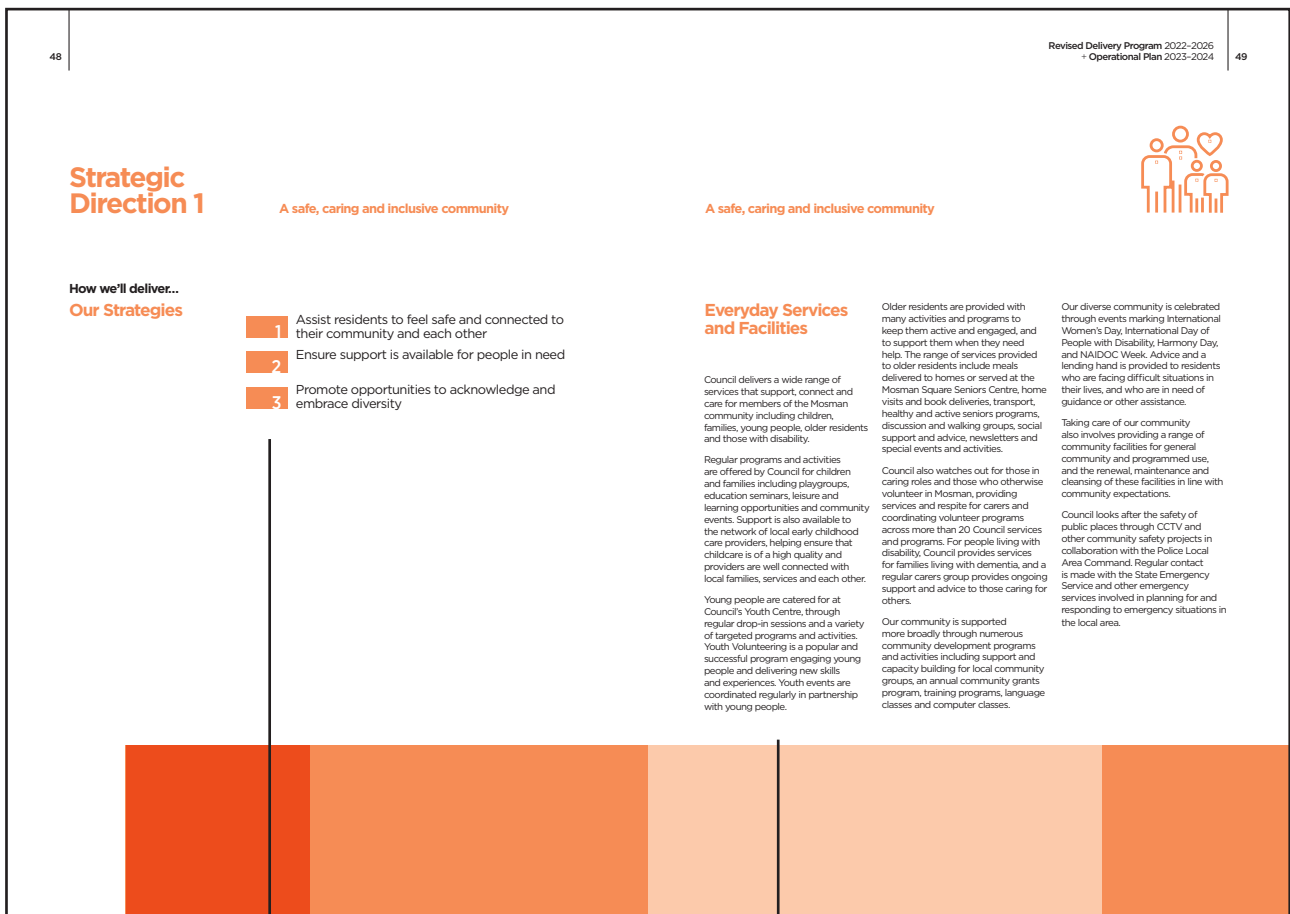 48
Revised Delivery Program 2022–2026
+ Operational Plan 2023–2024
49
Strategic
Direction 1
A safe, caring and inclusive community
A safe, caring and inclusive community
How we'll deliver...
Our Strategies
1
Assist residents to feel safe and connected to
their community and each other
2
Ensure support is available for people in need
3
Promote opportunities to acknowledge and
embrace diversity
Everyday Services
and Facilities
Council delivers a wide range of
services that support, connect and
care for members of the Mosman
community including children,
families, young people, older residents
and those with disability.
Regular programs and activities
are offered by Council for children
and families including playgroups,
education seminars, leisure and
learning opportunities and community
events. Support is also available to
the network of local early childhood
care providers, helping ensure that
childcare is of a high quality and
providers are well connected with
local families, services and each other.
Young people are catered for at
Council's Youth Centre, through
regular drop-in sessions and a variety
of targeted programs and activities.
Youth Volunteering is a popular and
successful program engaging young
people and delivering new skills
and experiences. Youth events are
coordinated regularly in partnership
with young people.
Older residents are provided with
many activities and programs to
keep them active and engaged, and
to support them when they need
help. The range of services provided
to older residents include meals
delivered to homes or served at the
Mosman Square Seniors Centre, home
visits and book deliveries, transport,
healthy and active seniors programs,
discussion and walking groups, social
support and advice, newsletters and
special events and activities.
Council also watches out for those in
caring roles and those who otherwise
volunteer in Mosman, providing
services and respite for carers and
coordinating volunteer programs
across more than 20 Council services
and programs. For people living with
disability, Council provides services
for families living with dementia, and a
regular carers group provides ongoing
support and advice to those caring for
others.
Our community is supported
more broadly through numerous
community development programs
and activities including support and
capacity building for local community
groups, an annual community grants
program, training programs, language
classes and computer classes.
Our diverse community is celebrated
through events marking International
Women's Day, International Day of
People with Disability, Harmony Day,
and NAIDOC Week. Advice and a
lending hand is provided to residents
who are facing difficult situations in
their lives, and who are in need of
guidance or other assistance.
Taking care of our community
also involves providing a range of
community facilities for general
community and programmed use,
and the renewal, maintenance and
cleansing of these facilities in line with
community expectations.
Council looks after the safety of
public places through CCTV and
other community safety projects in
collaboration with the Police Local
Area Command. Regular contact
is made with the State Emergency
Service and other emergency
services involved in planning for and
responding to emergency situations in
the local area.